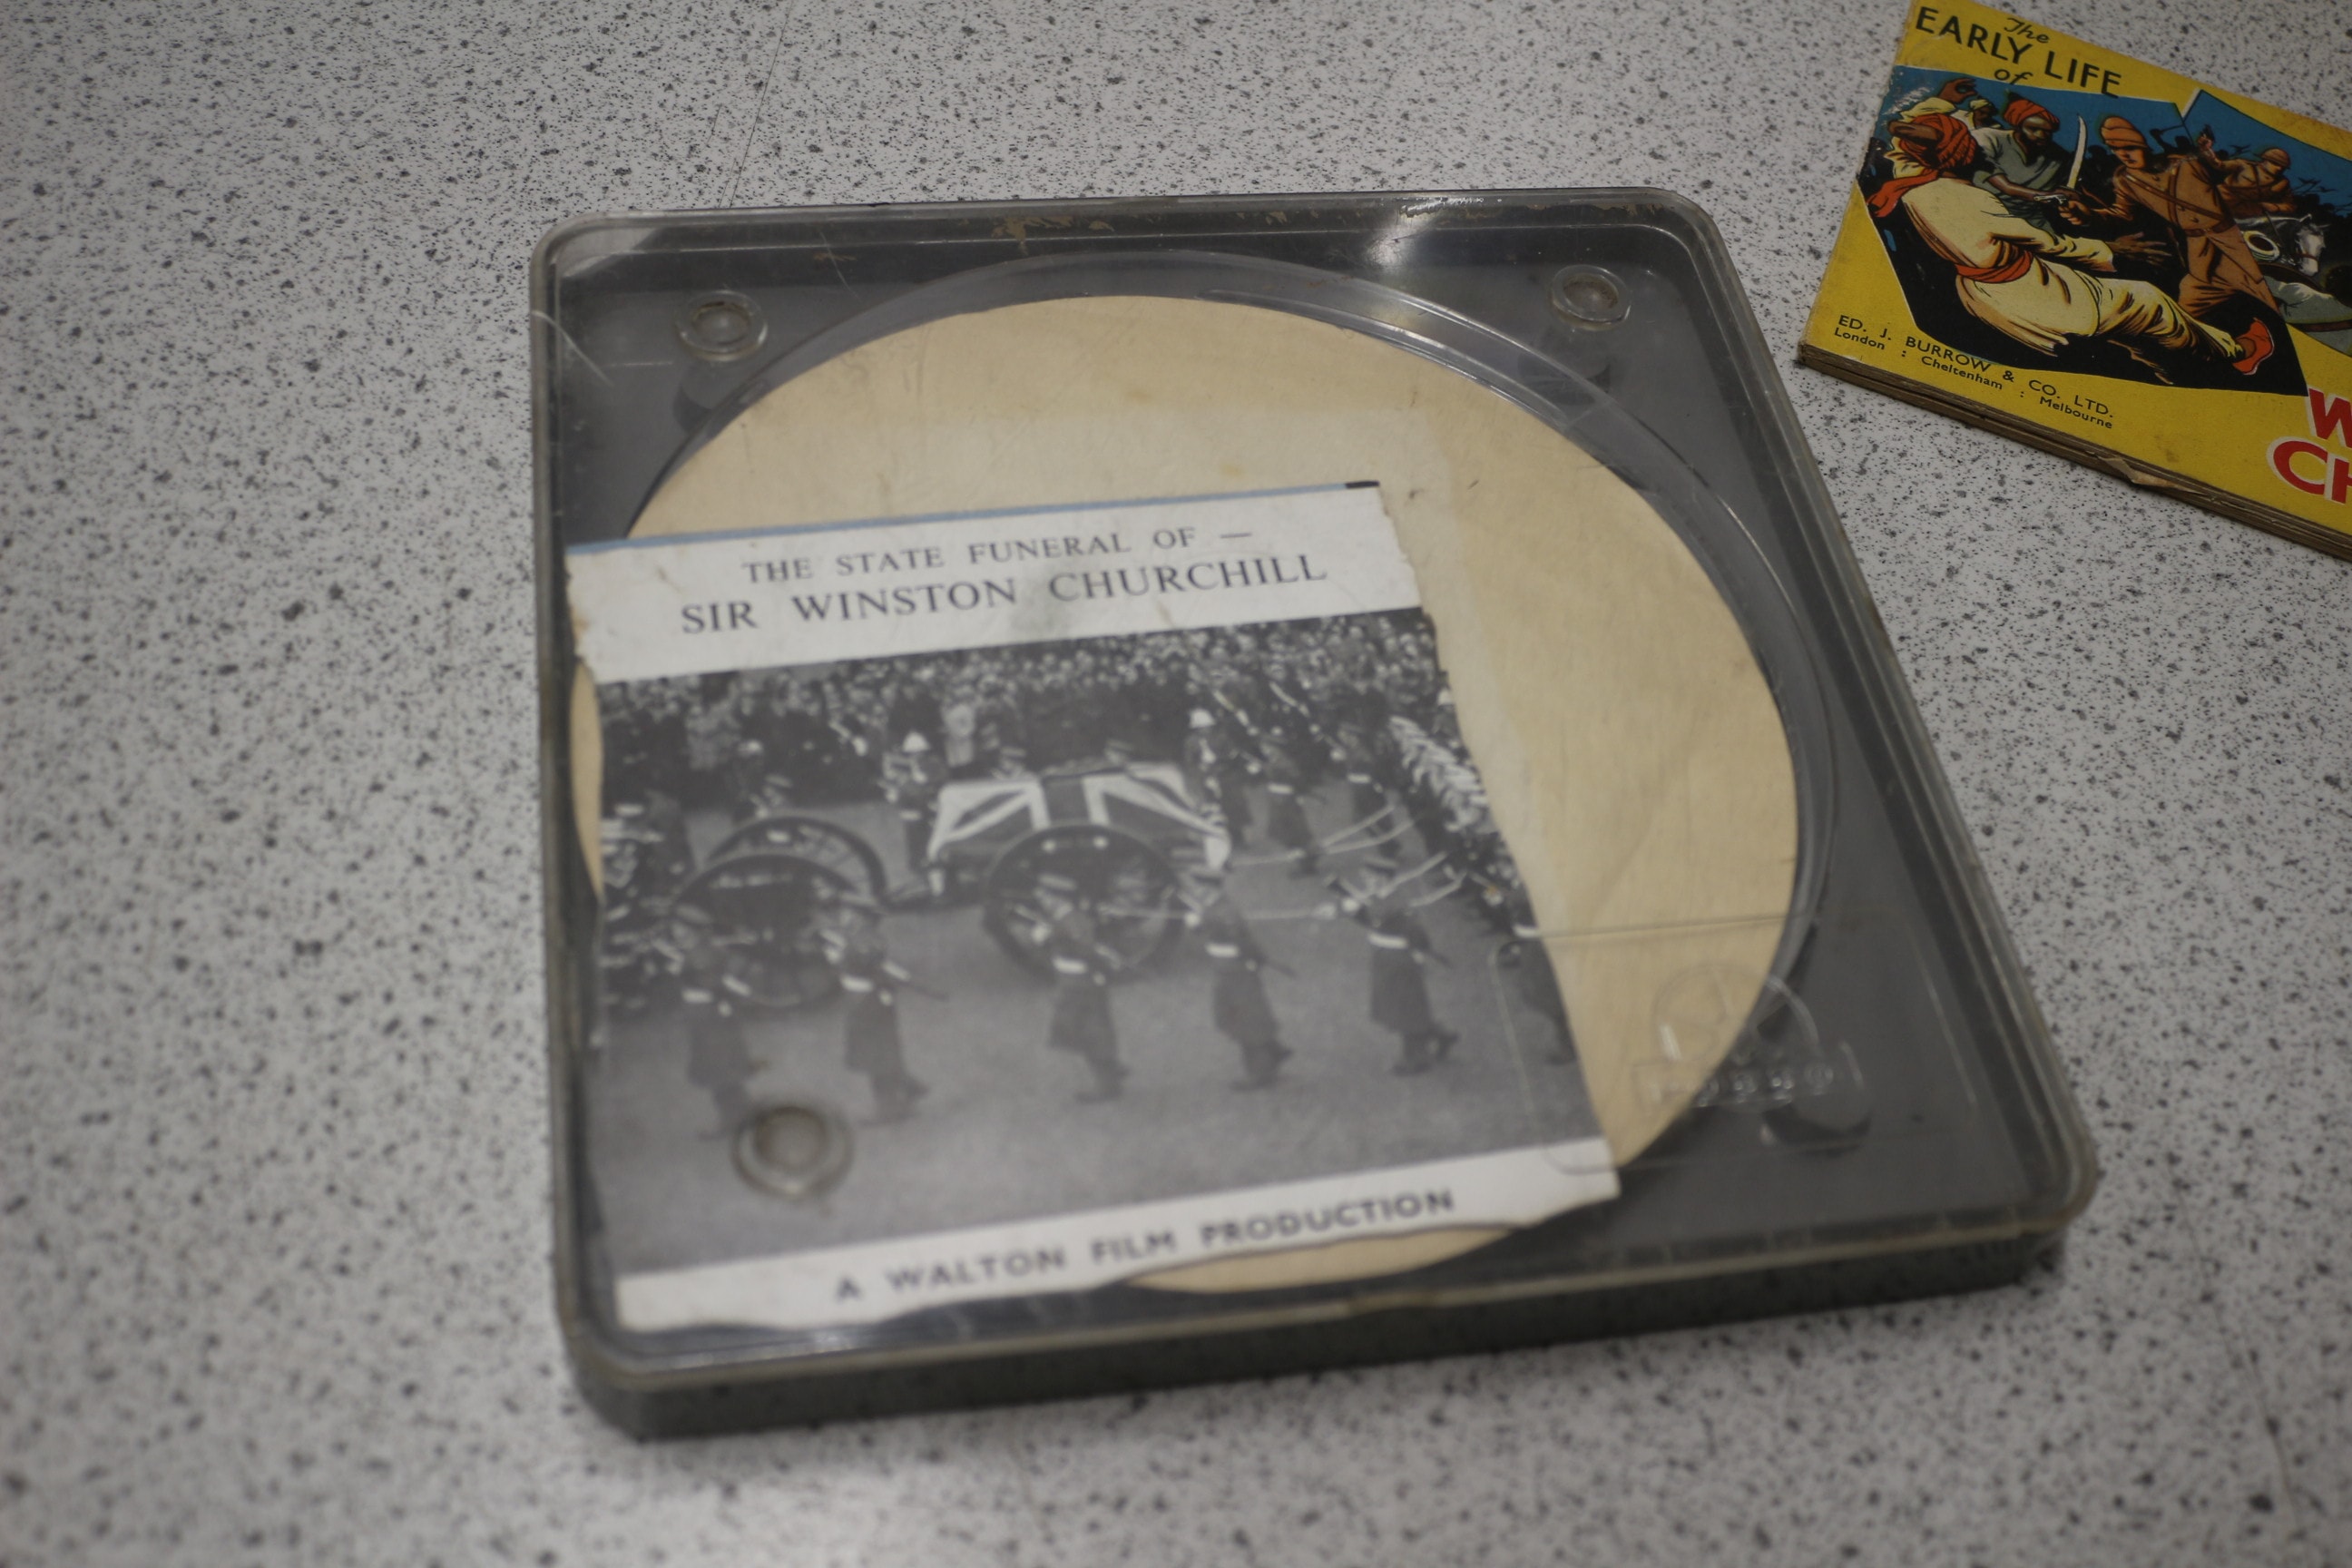 THE STATE FUNERAL OF —
SIR WINSTON CHURCHILL
A WALTON FILM PRODUCTION
The
EARLY LIFE
of
ED. J. BURROW & CO. LTD.
London : Cheltenham : Melbourne